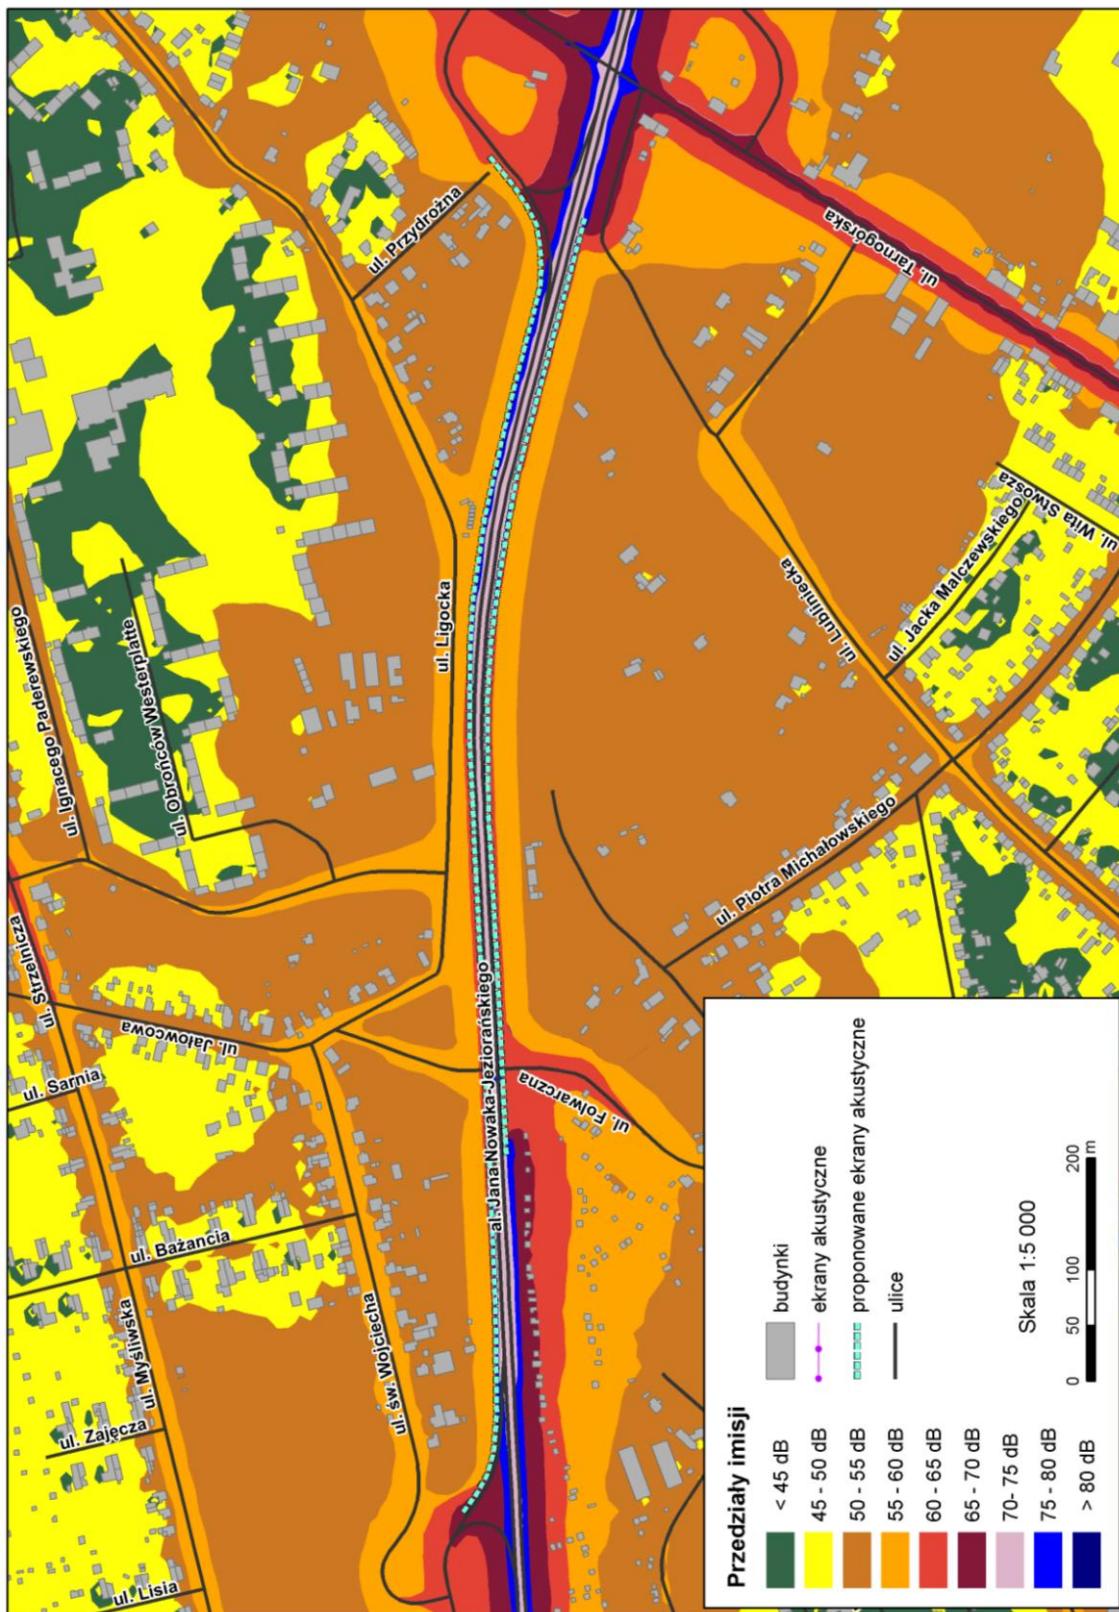 ul. Lisia
ul. Zajęcza
ul. Myśliwska
ul. Bażancia
ul. Sarnia
ul. Strzelnicza
ul. Jałowcowa
ul. św. Wojciecha
ul. Ignacego Paderewskiego
ul. Obrońców Westerplatte
ul. Ligocka
ul. Przydrożna
al. Jana Nowaka-Jeziorańskiego
ul. Folwarczna
ul. Piotra Michałowskiego
ul. Lubliniecka
ul. Jacka Malczewskiego
ul. Wita Stwosza
ul. Tarnogórska
Przedziały imisji
< 45 dB
45 - 50 dB
50 - 55 dB
55 - 60 dB
60 - 65 dB
65 - 70 dB
70- 75 dB
75 - 80 dB
> 80 dB
budynki
ekrany akustyczne
proponowane ekrany akustyczne
ulice
Skala 1:5 000
0 50 100 200
m